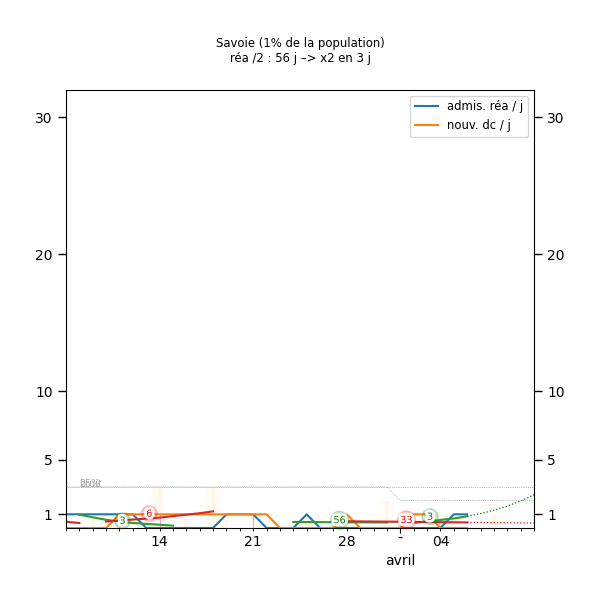 Savoie (1% de la population)
réa /2 : 56 j –> x2 en 3 j
admis. réa / j
nouv. dc / j
30 30
20 20
10 10
5 5
1 1
3 6 56 33 3
14 21 28 - 04
avril